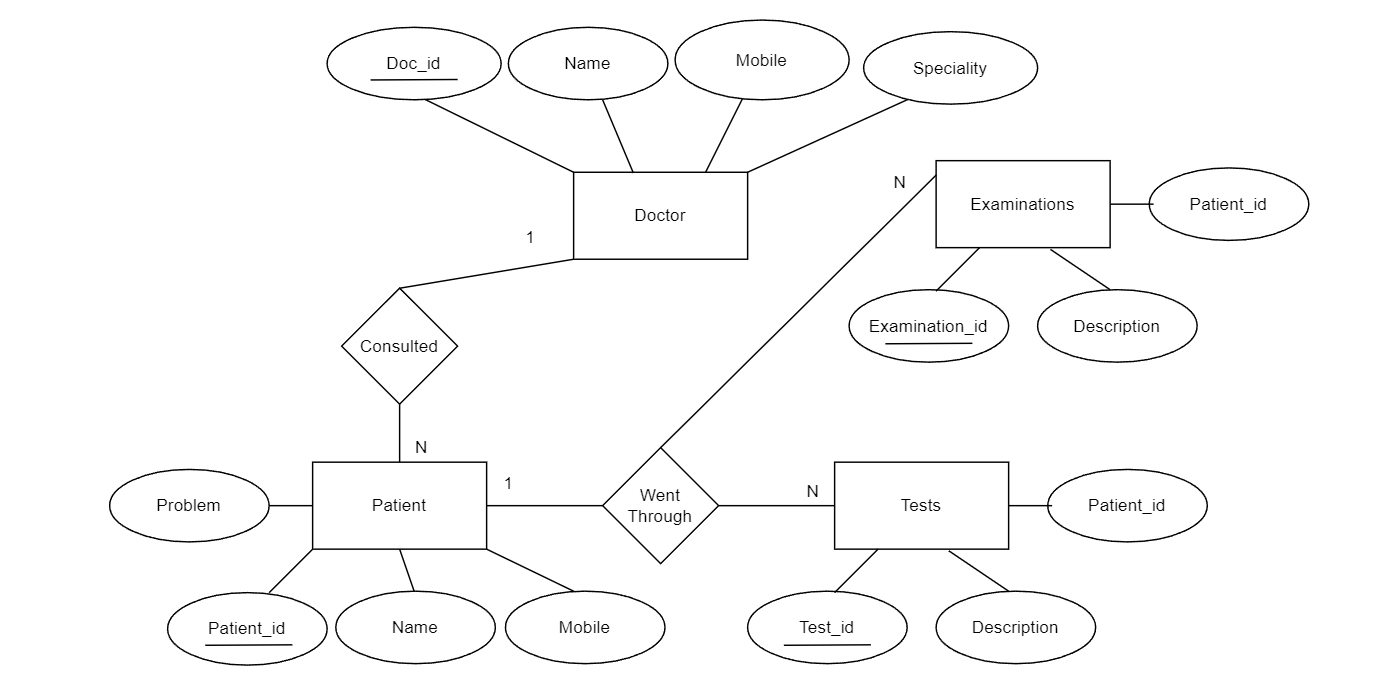 Doc_id
Name
Mobile
Speciality
Doctor
N
Examinations
Patient_id
1
Examination_id
Description
Consulted
N
Problem
Patient
1
Went
Through
N
Tests
Patient_id
Patient_id
Name
Mobile
Test_id
Description